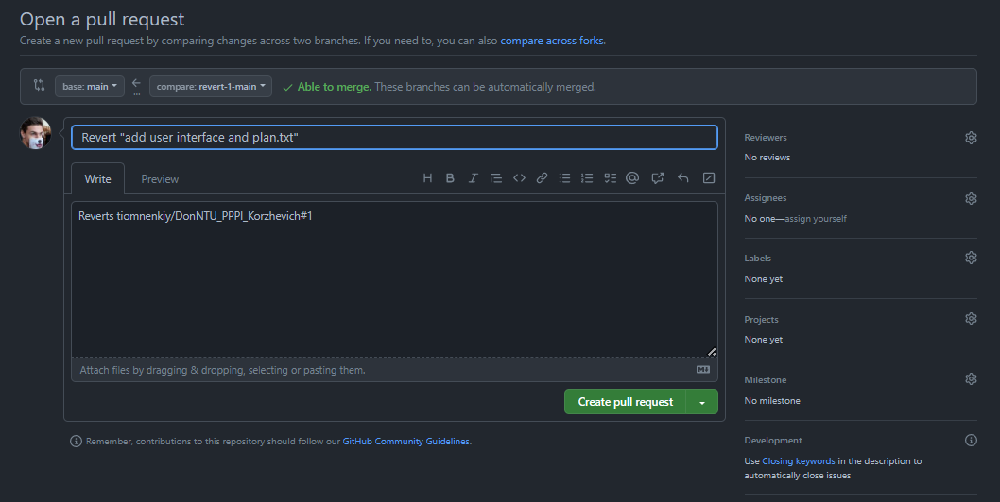 Open a pull request
Create a new pull request by comparing changes across two branches. If you need to, you can also compare across forks.
base: main
compare: revert-1-main
Able to merge. These branches can be automatically merged.
Revert "add user interface and plan.txt"
Write
Preview
Reverts tiomnenkiy/DonNTU_PPPI_Korzhevich#1
Attach files by dragging & dropping, selecting or pasting them.
Create pull request
Remember, contributions to this repository should follow our GitHub Community Guidelines.
Reviewers
No reviews
Assignees
No one—assign yourself
Labels
None yet
Projects
None yet
Milestone
No milestone
Development
Use Closing keywords in the description to
automatically close issues